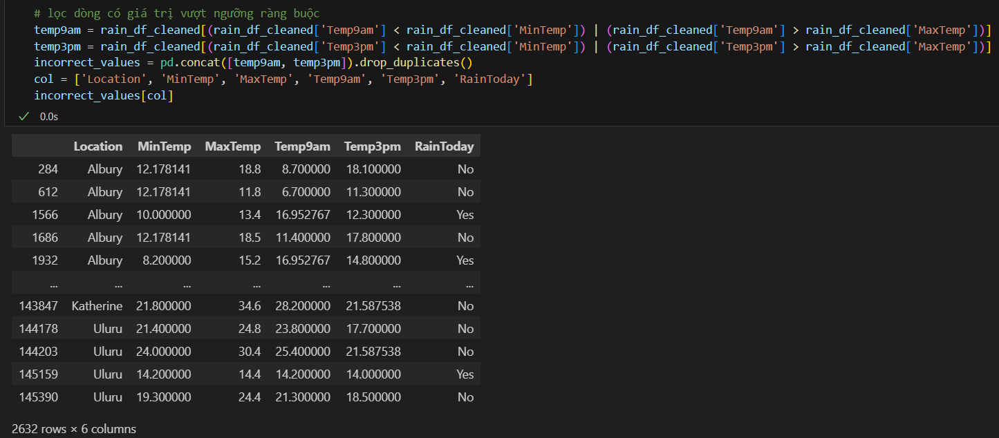 # lọc dòng có giá trị vượt ngưỡng ràng buộc
temp9am = rain_df_cleaned[(rain_df_cleaned['Temp9am'] < rain_df_cleaned['MinTemp']) | (rain_df_cleaned['Temp9am'] > rain_df_cleaned['MaxTemp'])]
temp3pm = rain_df_cleaned[(rain_df_cleaned['Temp3pm'] < rain_df_cleaned['MinTemp']) | (rain_df_cleaned['Temp3pm'] > rain_df_cleaned['MaxTemp'])]
incorrect_values = pd.concat([temp9am, temp3pm]).drop_duplicates()
col = ['Location', 'MinTemp', 'MaxTemp', 'Temp9am', 'Temp3pm', 'RainToday']
incorrect_values[col]
✓ 0.0s
Location MinTemp MaxTemp Temp9am Temp3pm RainToday
284 Albury 12.178141 18.8 8.700000 18.100000 No
612 Albury 12.178141 11.8 6.700000 11.300000 No
1566 Albury 10.000000 13.4 16.952767 12.300000 Yes
1686 Albury 12.178141 18.5 11.400000 17.800000 No
1932 Albury 8.200000 15.2 16.952767 14.800000 Yes
... ... ... ... ... ... ...
143847 Katherine 21.800000 34.6 28.200000 21.587538 No
144178 Uluru 21.400000 24.8 23.800000 17.700000 No
144203 Uluru 24.000000 30.4 25.400000 21.587538 No
145159 Uluru 14.200000 14.4 14.200000 14.000000 Yes
145390 Uluru 19.300000 24.4 21.300000 18.500000 No
2632 rows × 6 columns